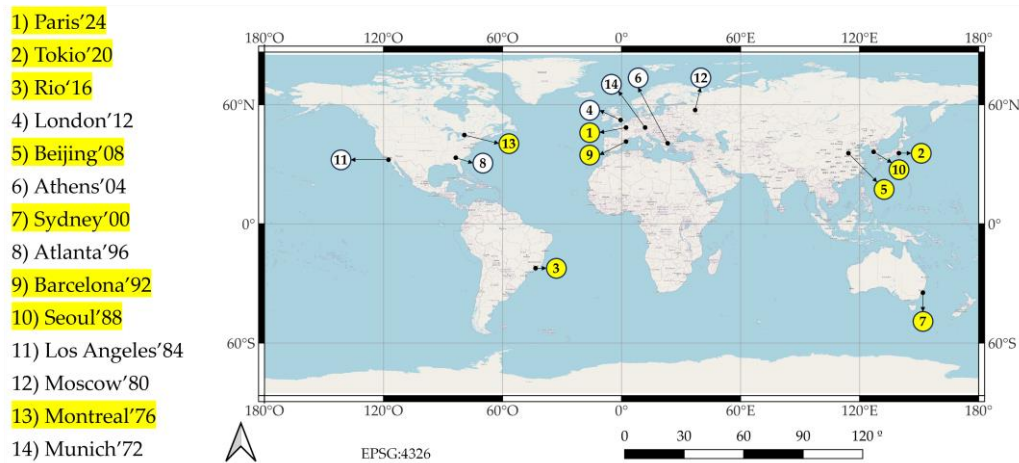 1) Paris’24
2) Tokio’20
3) Rio‘16
4) London’12
5) Beijing’08
6) Athens’04
7) Sydney’00
8) Atlanta’96
9) Barcelona’92
10) Seoul’88
11) Los Angeles’84
12) Moscow’80
13) Montreal’76
14) Munich’72
180°O 120°O 60°O 0° 60°E 120°E 180°
14 6 12
60°N 4 60°N
1 13 9 2
11 8 10
5
0° 0°
3
7
60°S 60°S
180°O 120°O 60°O 0° 60°E 120°E 180°
EPSG:4326
0 30 60 90 120 º